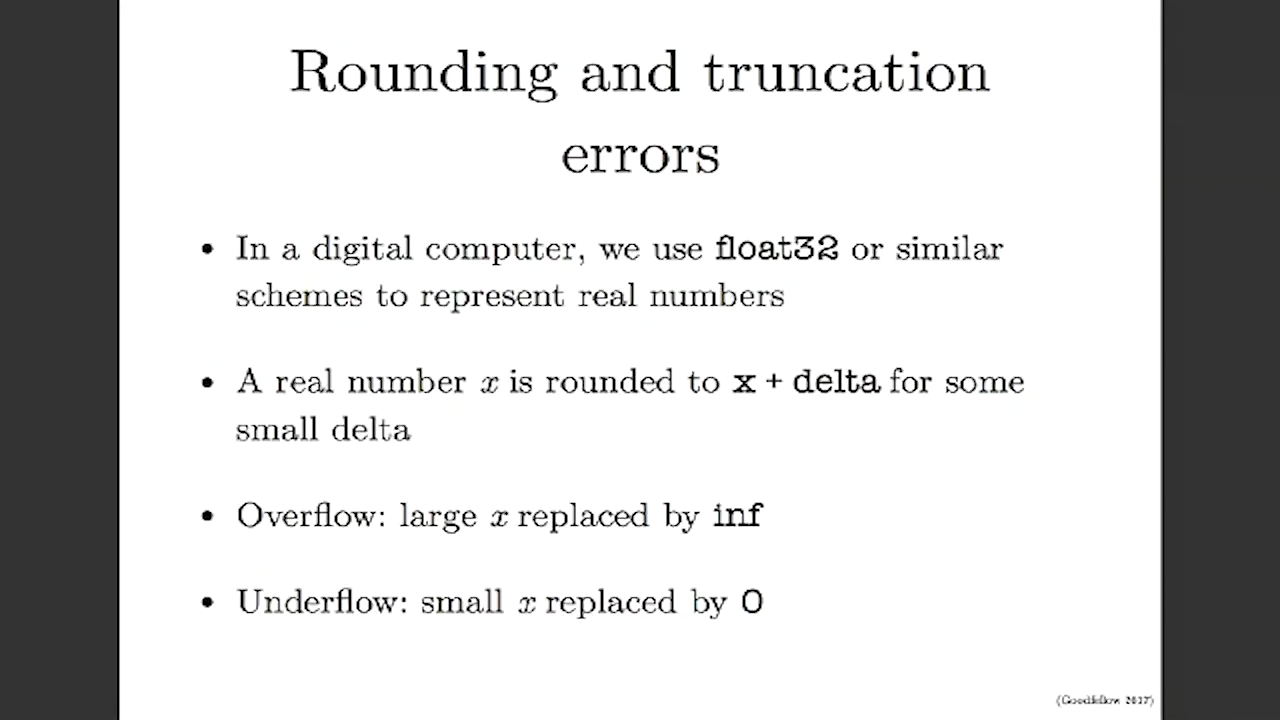 Rounding and truncation
errors
• In a digital computer, we use float32 or similar
schemes to represent real numbers
• A real number x is rounded to x + delta for some
small delta
• Overflow: large x replaced by inf
• Underflow: small x replaced by 0
(Goodfellow 2017)